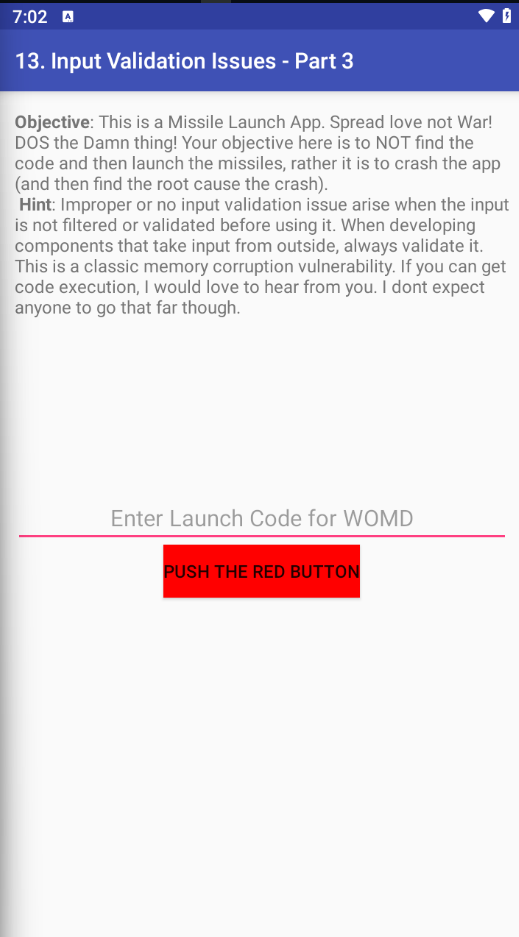 7:02 A
13. Input Validation Issues - Part 3
Objective: This is a Missile Launch App. Spread love not War!
DOS the Damn thing! Your objective here is to NOT find the
code and then launch the missiles, rather it is to crash the app
(and then find the root cause the crash).
Hint: Improper or no input validation issue arise when the input
is not filtered or validated before using it. When developing
components that take input from outside, always validate it.
This is a classic memory corruption vulnerability. If you can get
code execution, I would love to hear from you. I dont expect
anyone to go that far though.
Enter Launch Code for WOMD
PUSH THE RED BUTTON